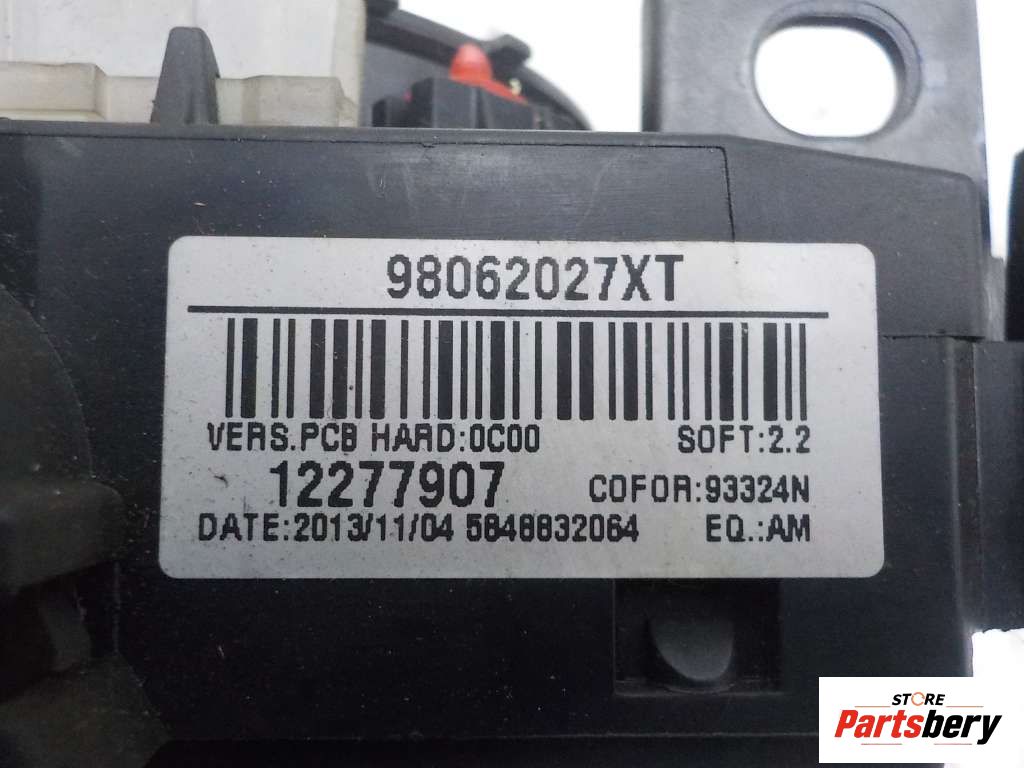 98062027XT
VERS.PCB HARD:0C00 SOFT:2.2
12277907 COFOR:93324N
DATE:2013/11/04 5848832064 EQ.:AM
STORE
Partsbery